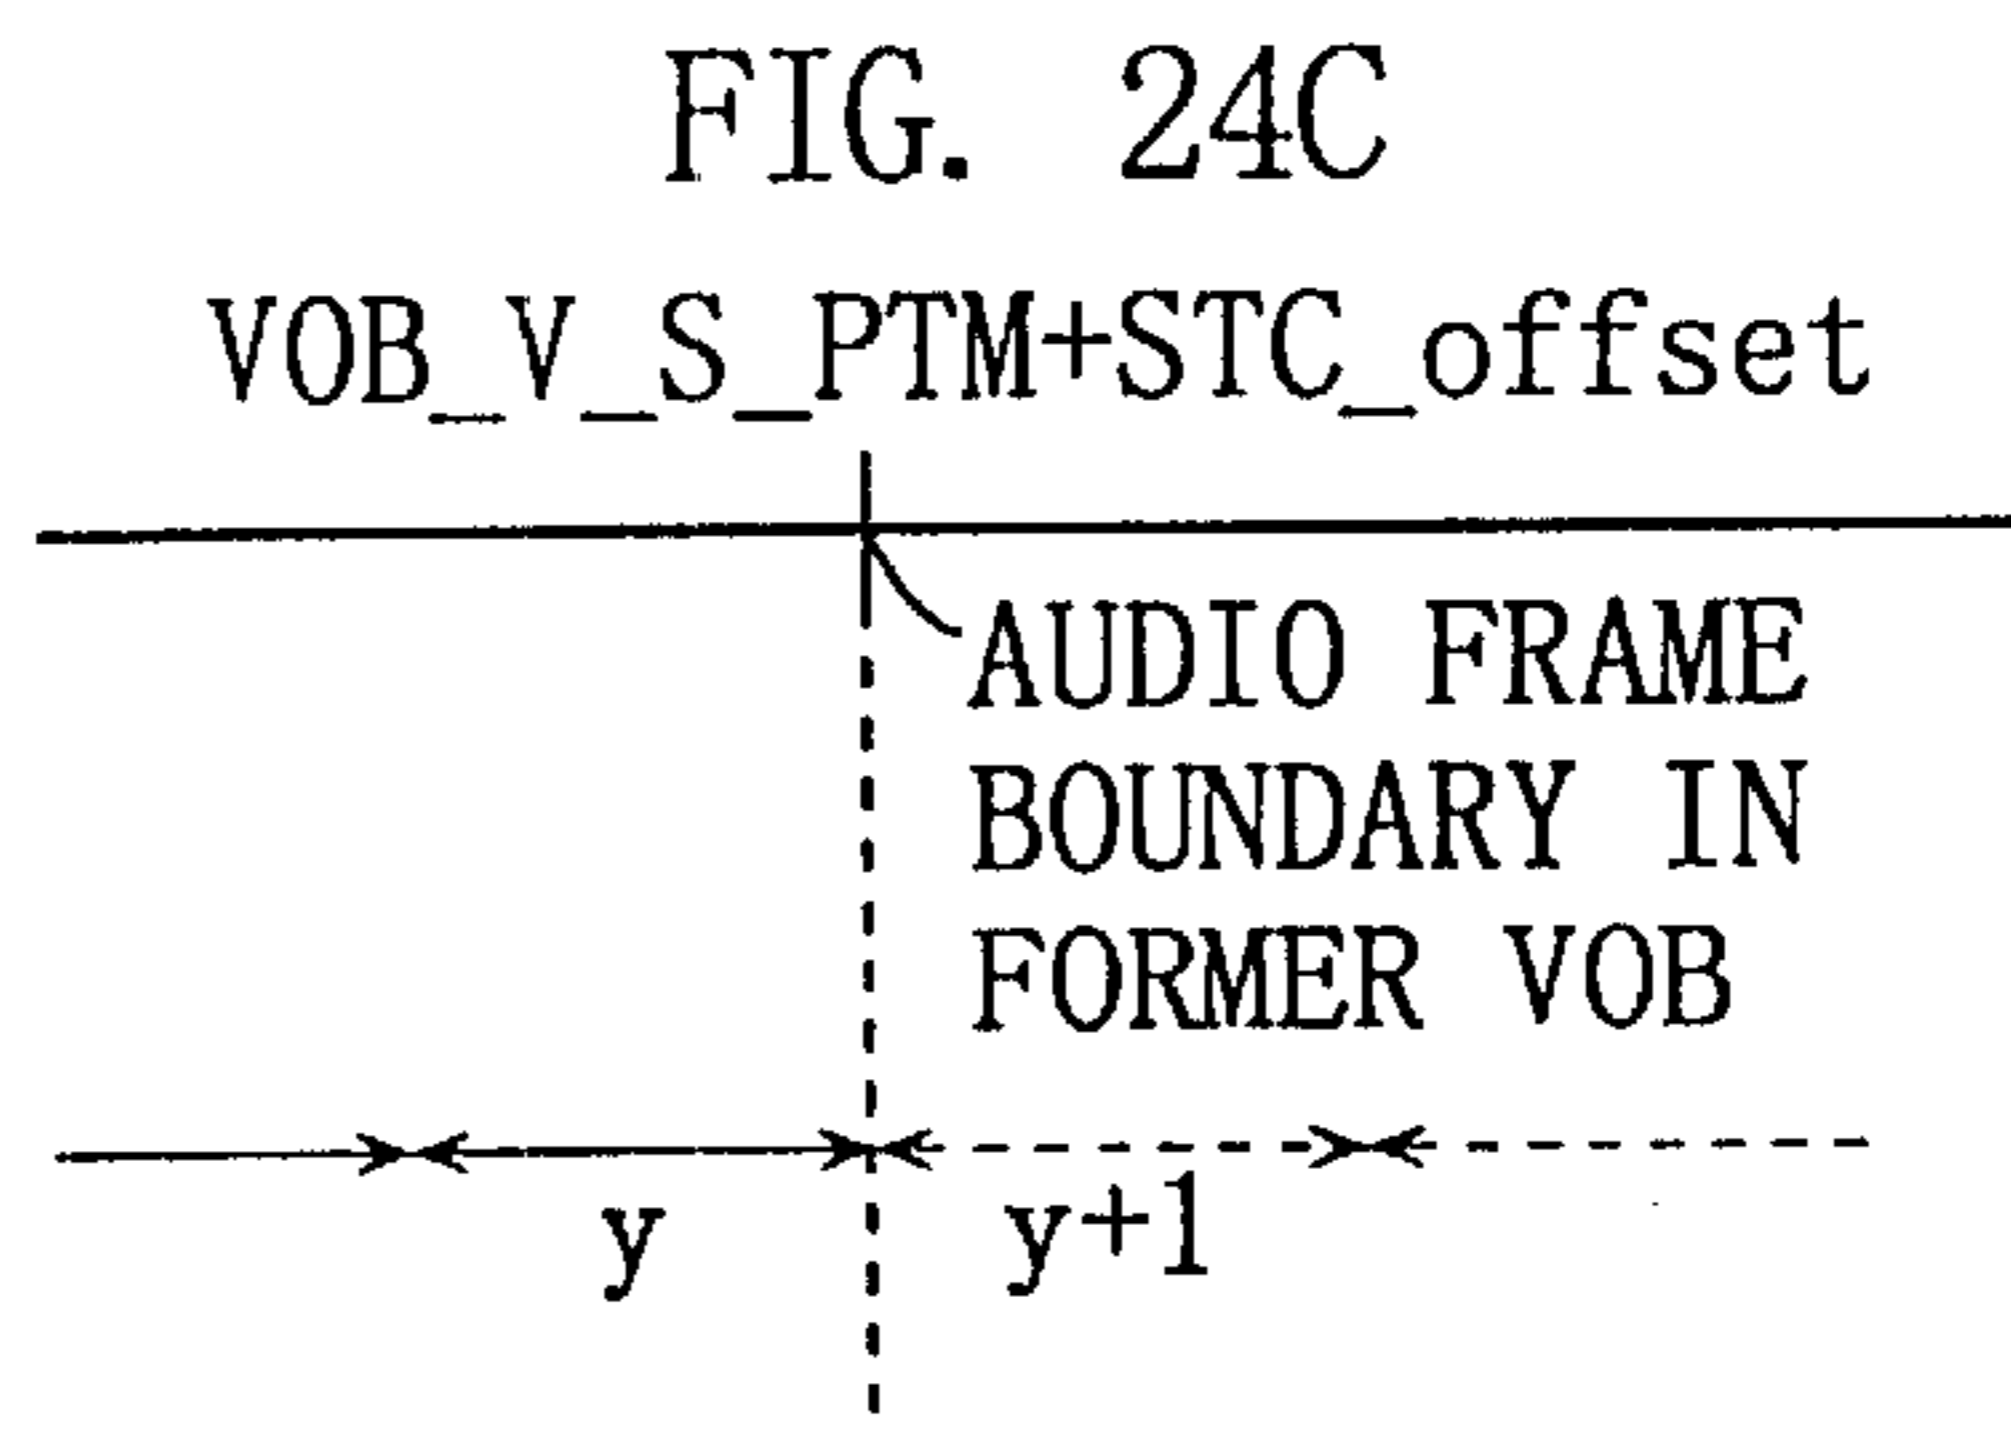 FIG. 24C
VOB_V_S_PTM+STC_offset
AUDIO FRAME
BOUNDARY IN
FORMER VOB
y
y+1